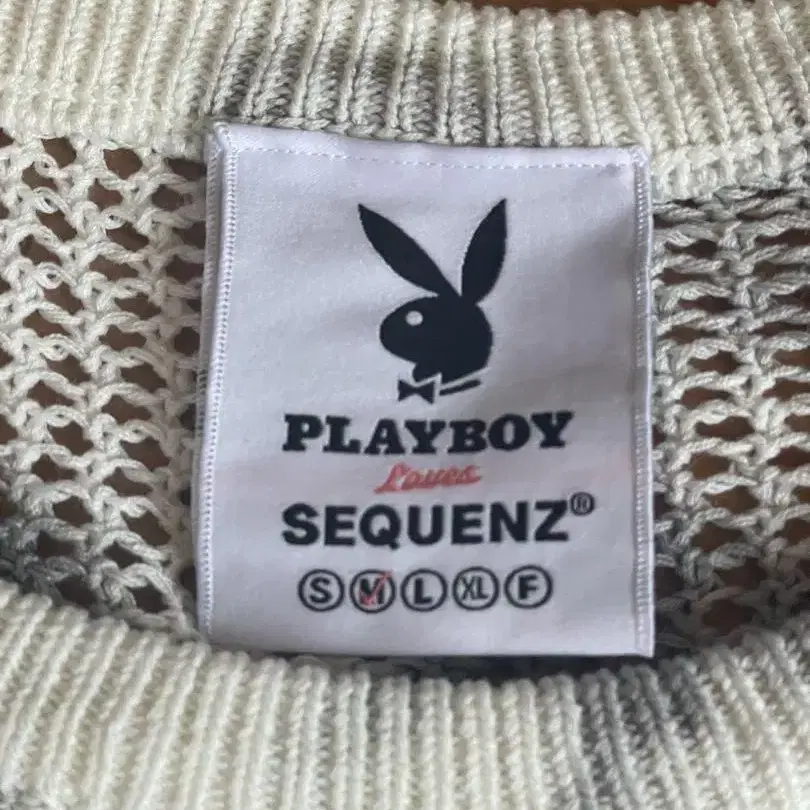 PLAYBOY
Loves
SEQUENZ®
S M L XL F